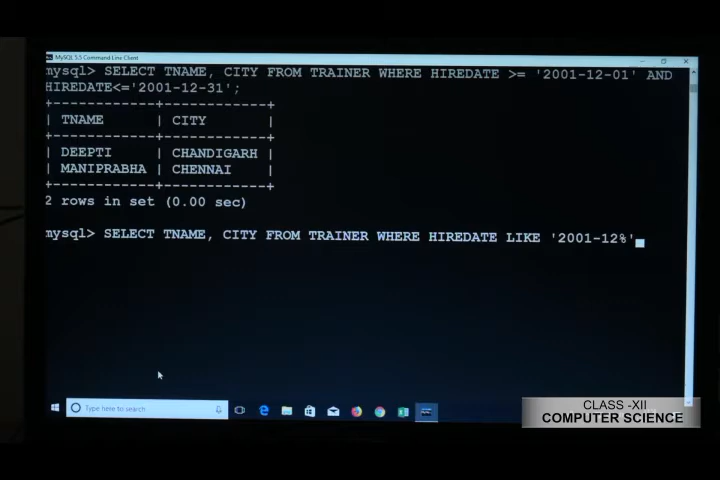 MySQL 5.5 Command Line Client
mysql> SELECT TNAME, CITY FROM TRAINER WHERE HIREDATE >= '2001-12-01' AND
HIREDATE<='2001-12-31';
+-----------+------------+
| TNAME | CITY |
+-----------+------------+
| DEEPTI | CHANDIGARH |
| MANIPRABHA | CHENNAI |
+-----------+------------+
2 rows in set (0.00 sec)
mysql> SELECT TNAME, CITY FROM TRAINER WHERE HIREDATE LIKE '2001-12%'
Type here to search
CLASS -XII
COMPUTER SCIENCE